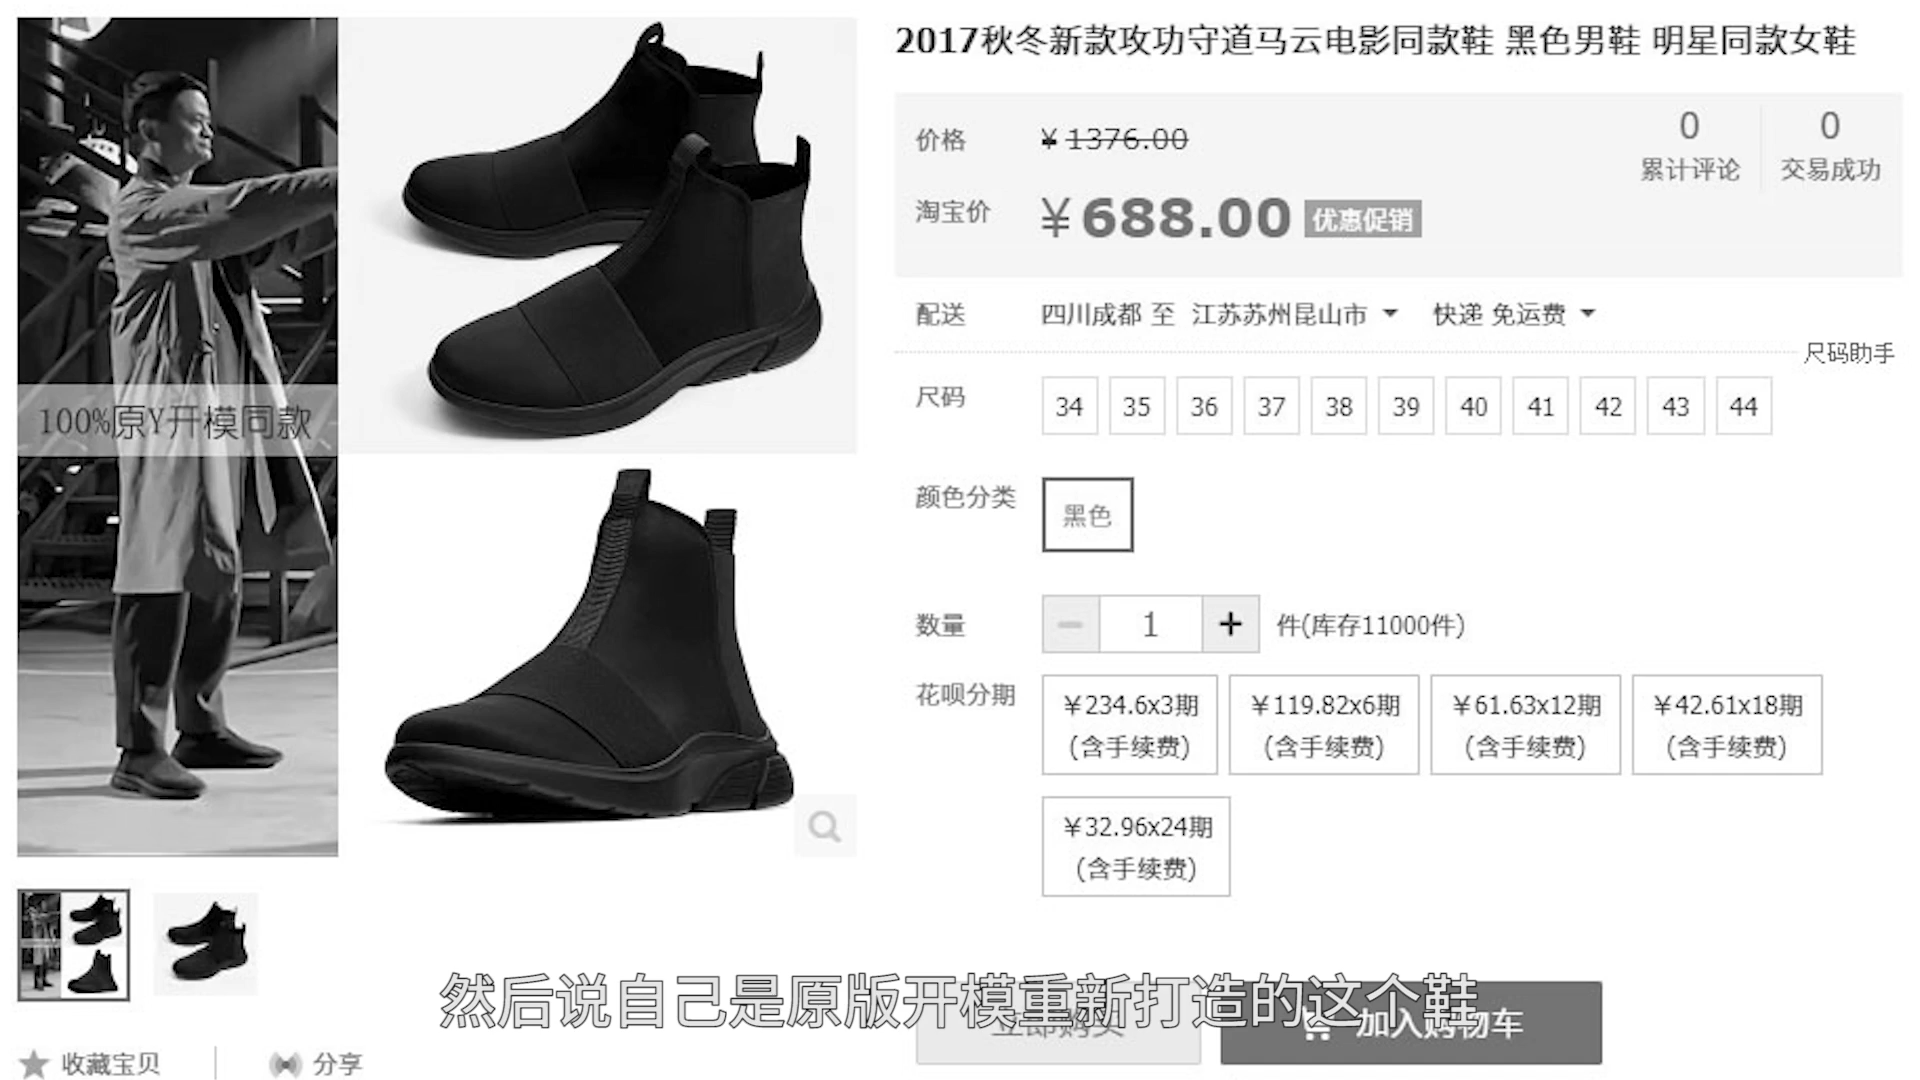 2017秋冬新款攻功守道马云电影同款鞋 黑色男鞋 明星同款女鞋
价格 ¥1376.00
0 累计评论
0 交易成功
淘宝价 ¥688.00 优惠促销
配送 四川成都 至 江苏苏州昆山市 快递 免运费
尺码助手
尺码 34 35 36 37 38 39 40 41 42 43 44
100%原Y开模同款
颜色分类 黑色
数量 1 件(库存11000件)
花呗分期 ¥234.6x3期 ¥119.82x6期 ¥61.63x12期 ¥42.61x18期
(含手续费) (含手续费) (含手续费) (含手续费)
¥32.96x24期
(含手续费)
然后说自己是原版开模重新打造的这个鞋
立即购买 加入购物车
收藏宝贝 分享